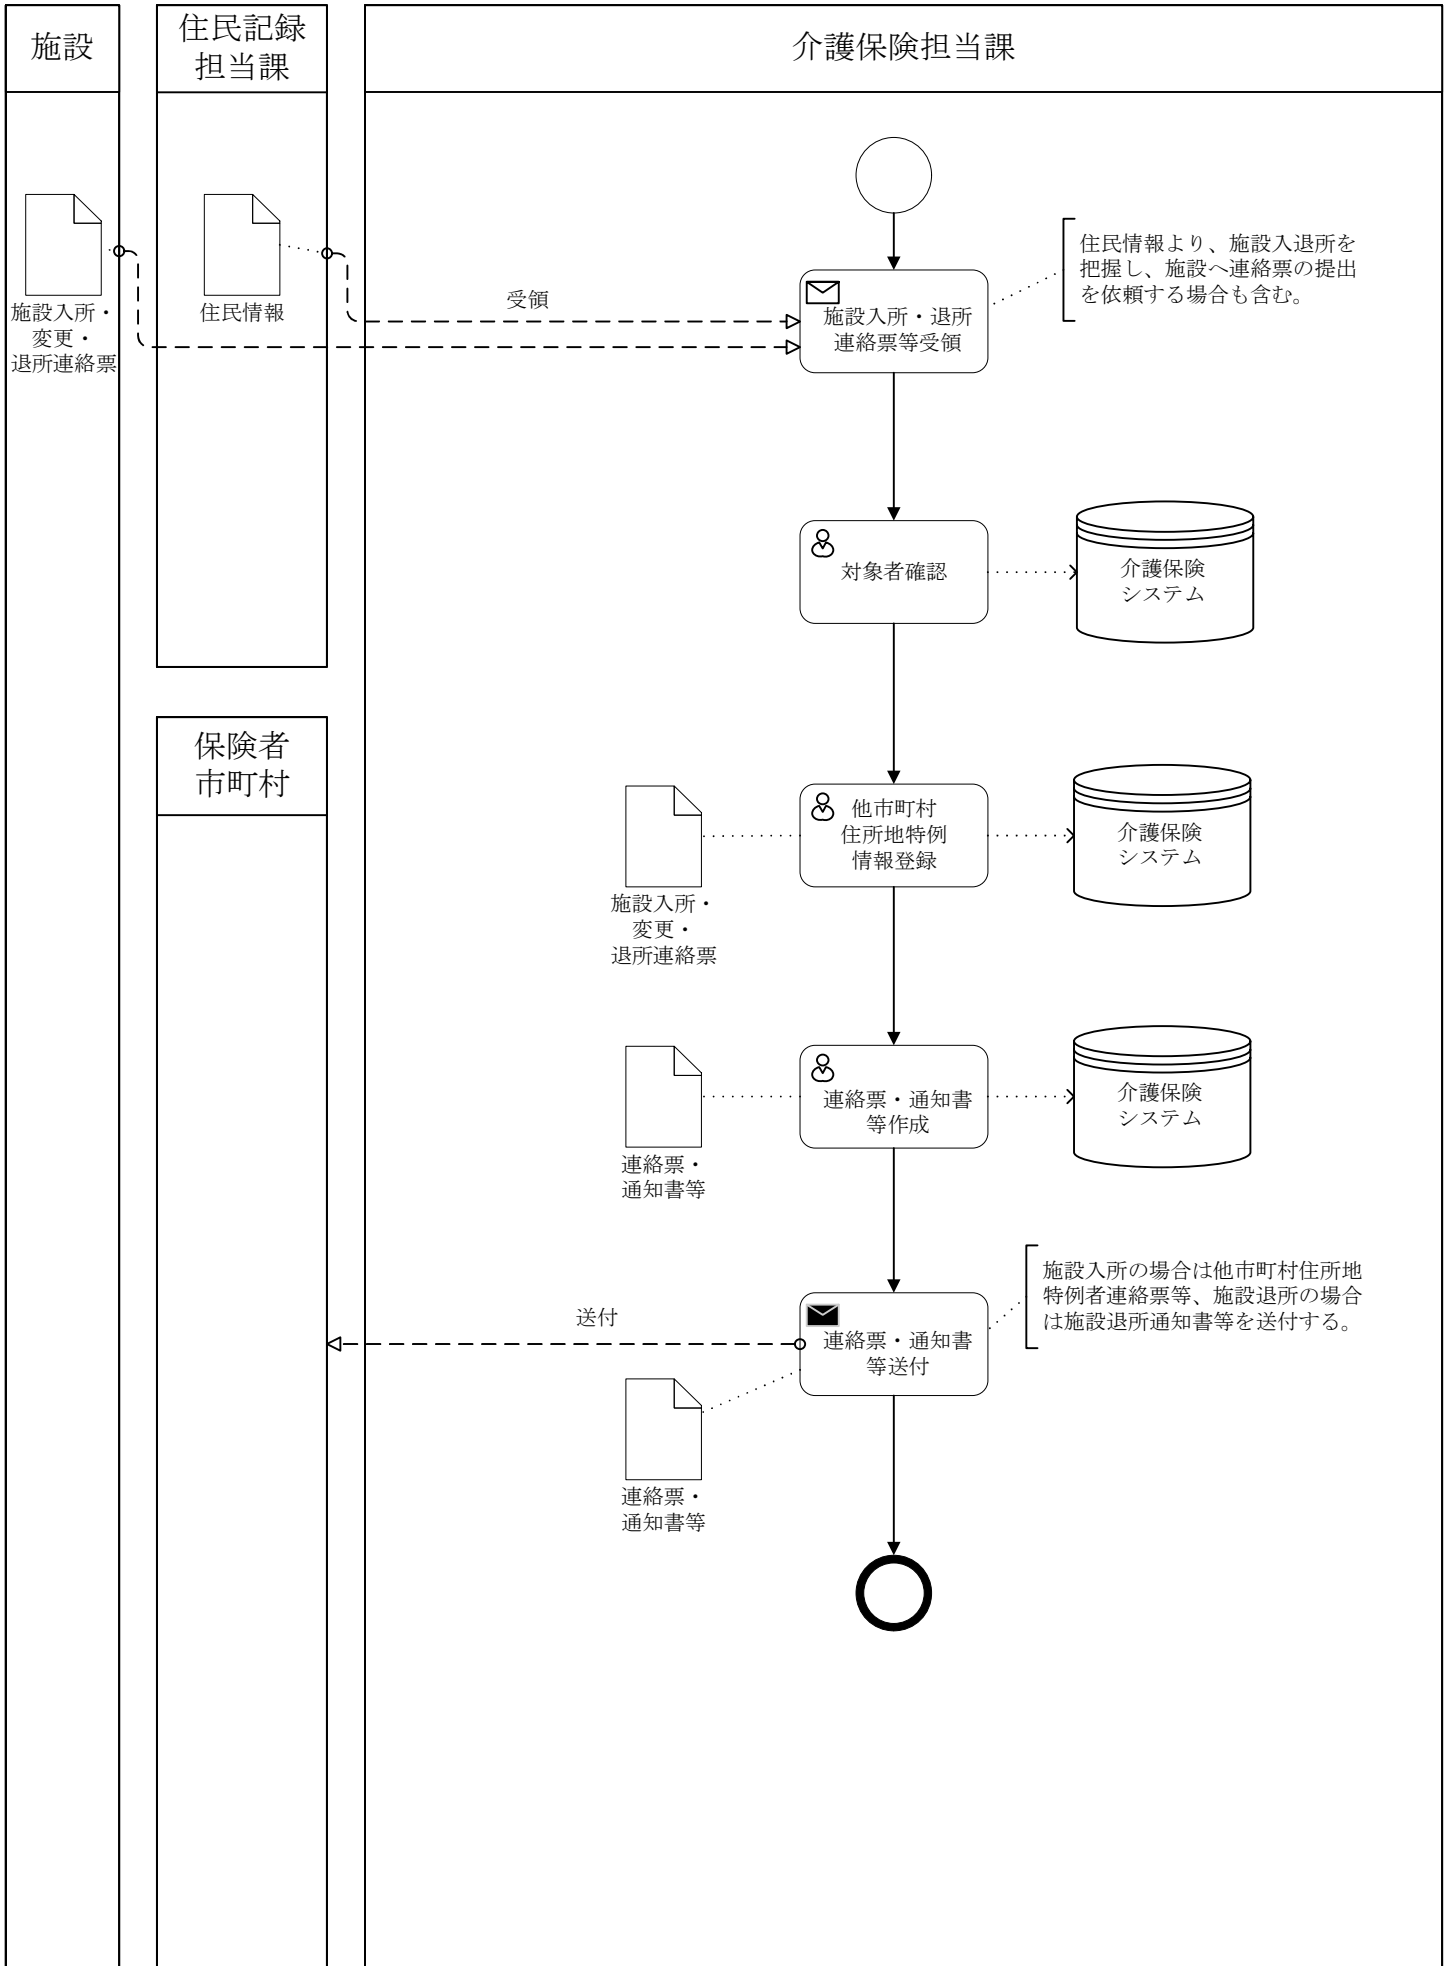 施設
住民記録
担当課
介護保険担当課
施設入所・
変更・
退所連絡票
住民情報
受領
施設入所・退所
連絡票等受領
住民情報より、施設入退所を
把握し、施設へ連絡票の提出
を依頼する場合も含む。
対象者確認
介護保険
システム
保険者
市町村
他市町村
住所地特例
情報登録
介護保険
システム
施設入所・
変更・
退所連絡票
連絡票・通知書
等作成
介護保険
システム
連絡票・
通知書等
送付
連絡票・通知書
等送付
施設入所の場合は他市町村住所地
特例者連絡票等、施設退所の場合
は施設退所通知書等を送付する。
連絡票・
通知書等